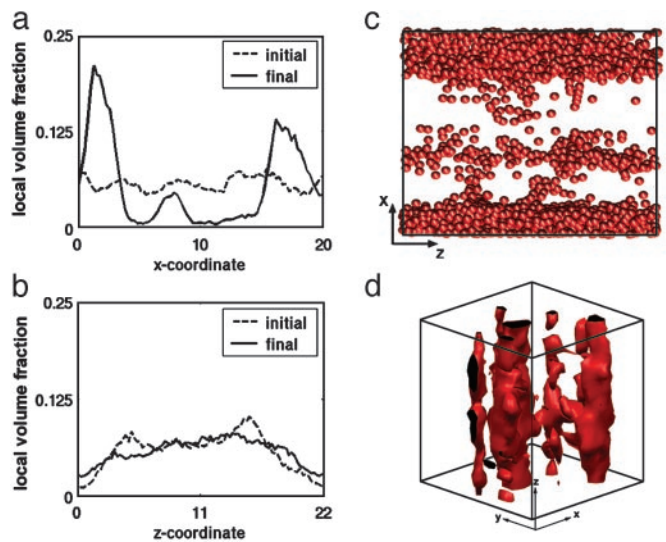 a
0.25
0.125
0
local volume fraction
initial
final
0
10
20
x-coordinate
b
0.25
0.125
0
local volume fraction
initial
final
0
11
22
z-coordinate
c
x
z
d
z
y
x